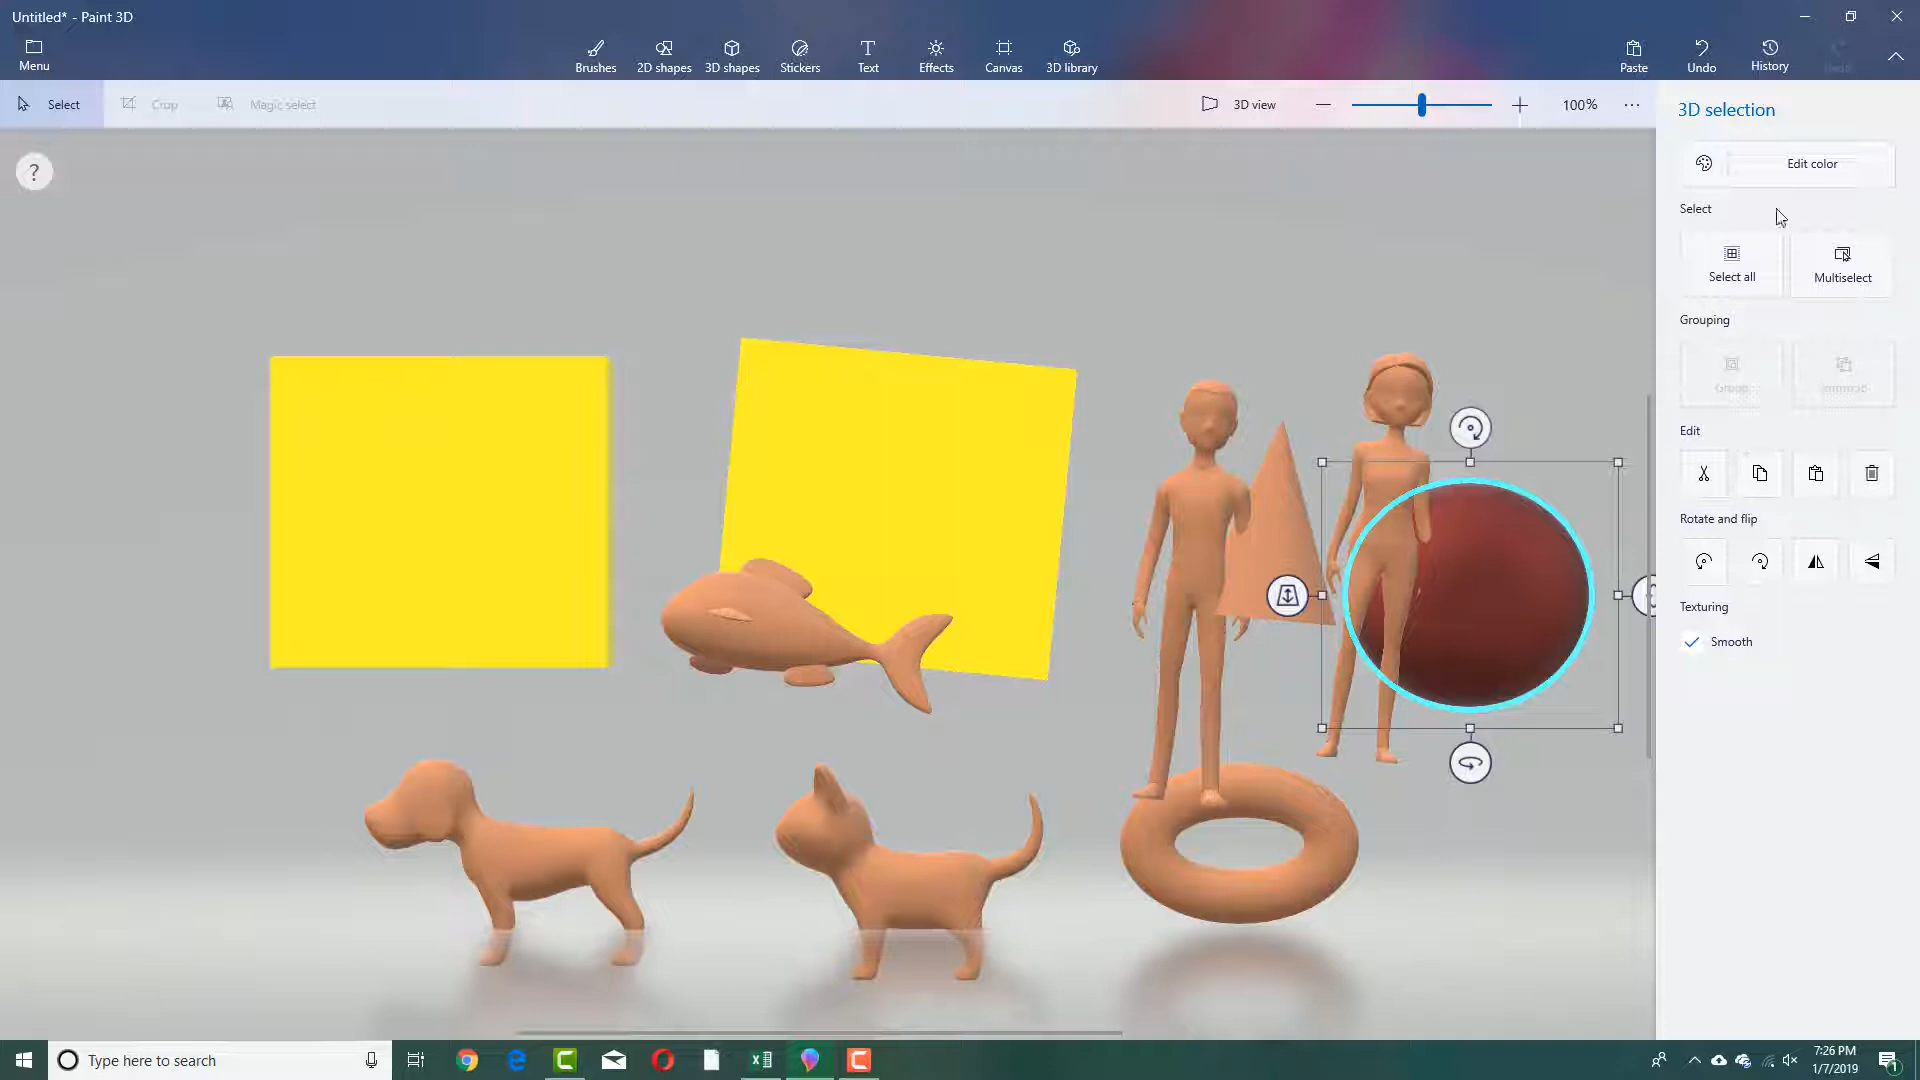 Untitled* - Paint 3D
Menu
Brushes
2D shapes
3D shapes
Stickers
Text
Effects
Canvas
3D library
Paste
Undo
History
Select
Crop
Magic select
3D view
100%
3D selection
?
Edit color
Select
Select all
Multiselect
Grouping
Group
Edit
Rotate and flip
Texturing
Smooth
Type here to search
7:26 PM
1/7/2019
1